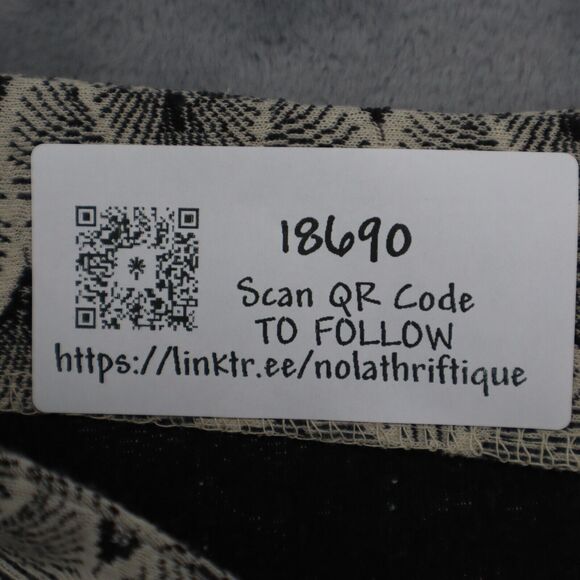 18690
Scan QR Code
TO FOLLOW
https://linktr.ee/nolathriftique